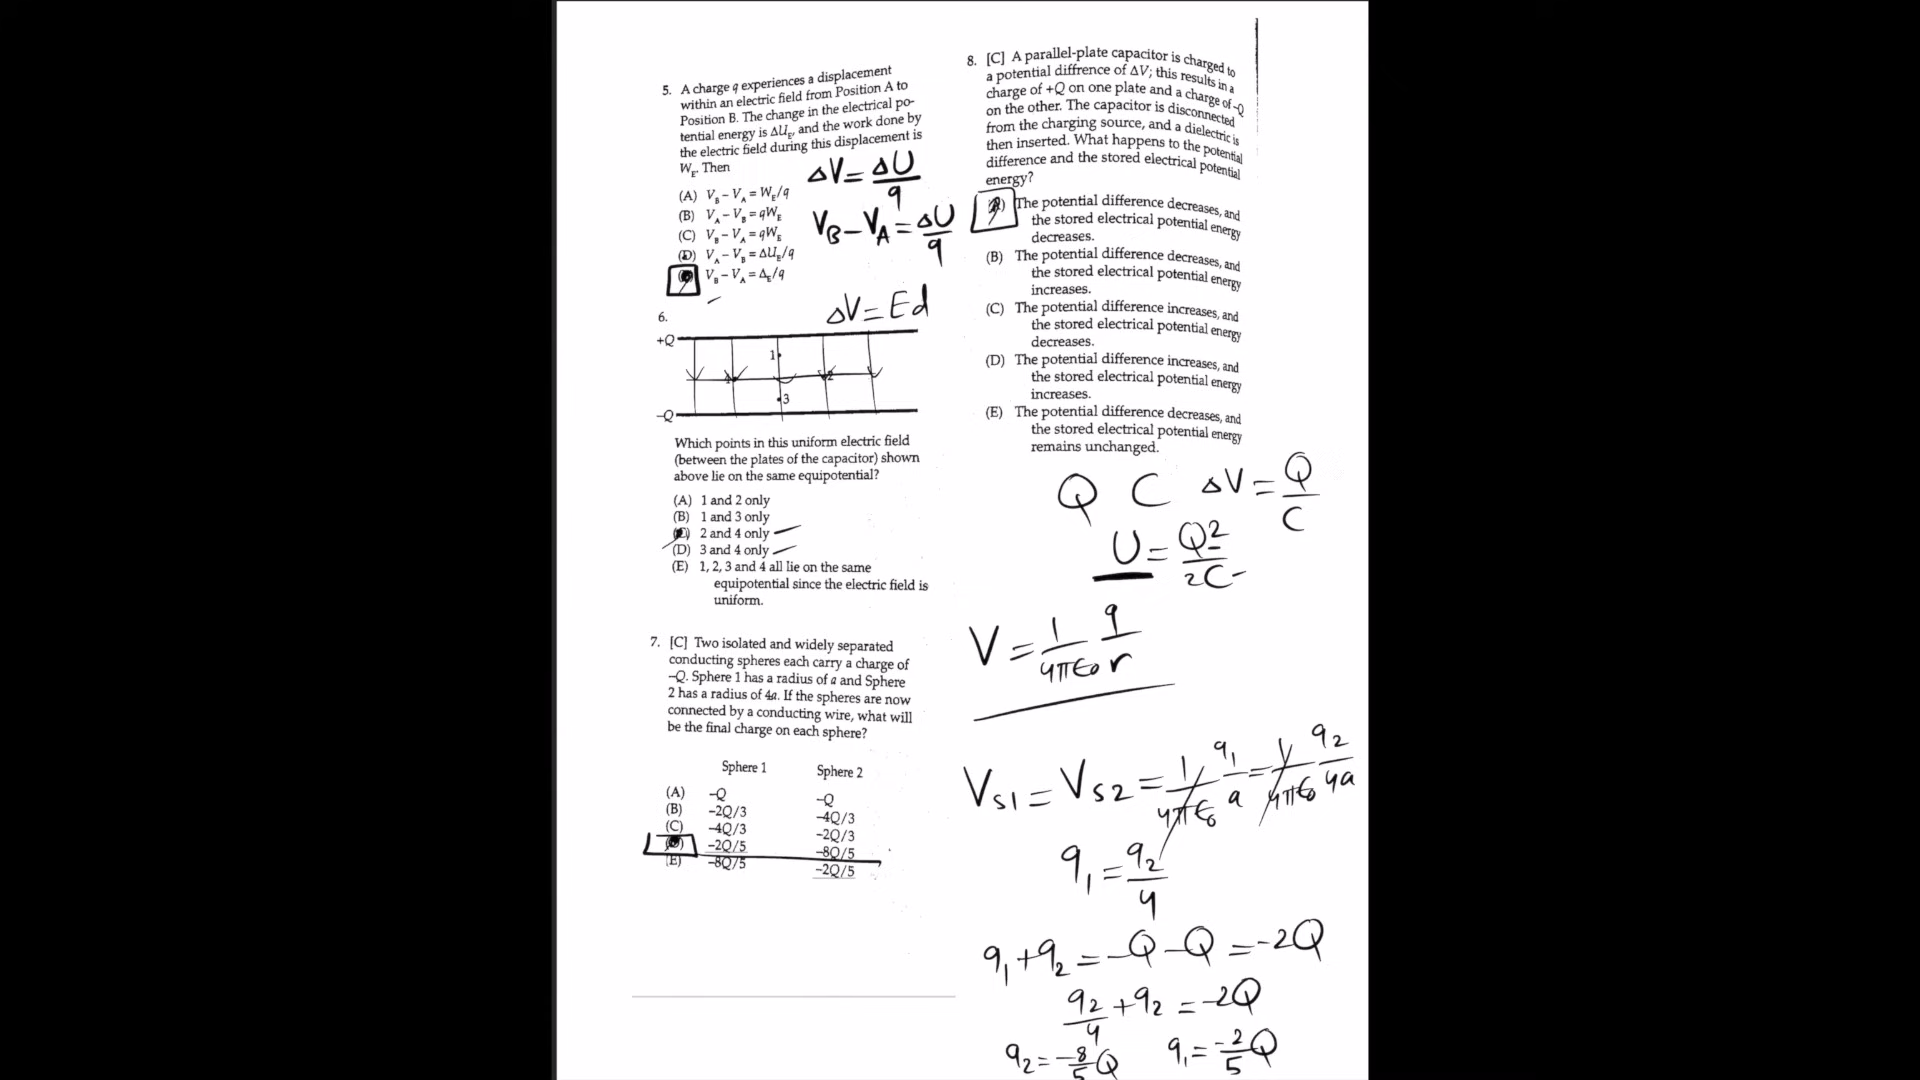 5. A charge q experiences a displacement
within an electric field from Position A to
Position B. The change in the electrical po-
tential energy is ΔU_E, and the work done by
the electric field during this displacement is
W_E. Then
(A) V_B – V_A = W_E/q
(B) V_A – V_B = qW_E
(C) V_B – V_A = qW_E
(D) V_A – V_B = ΔU_E/q
V_B – V_A = Δ_E/q
ΔV = ΔU/q
V_B – V_A = ΔU/q
ΔV = Ed
6.
+Q
1
2
3
–Q
Which points in this uniform electric field
(between the plates of the capacitor) shown
above lie on the same equipotential?
(A) 1 and 2 only
(B) 1 and 3 only
(C) 2 and 4 only
(D) 3 and 4 only
(E) 1, 2, 3 and 4 all lie on the same
equipotential since the electric field is
uniform.
7. [C] Two isolated and widely separated
conducting spheres each carry a charge of
–Q. Sphere 1 has a radius of a and Sphere
2 has a radius of 4a. If the spheres are now
connected by a conducting wire, what will
be the final charge on each sphere?
Sphere 1 Sphere 2
(A) –Q –Q
(B) –2Q/3 –4Q/3
(C) –4Q/3 –2Q/3
–2Q/5 –8Q/5
(E) –8Q/5 –2Q/5
8. [C] A parallel-plate capacitor is charged to
a potential diffrence of ΔV; this results in a
charge of +Q on one plate and a charge of –Q
on the other. The capacitor is disconnected
from the charging source, and a dielectric is
then inserted. What happens to the potential
difference and the stored electrical potential
energy?
The potential difference decreases, and
the stored electrical potential energy
decreases.
(B) The potential difference decreases, and
the stored electrical potential energy
increases.
(C) The potential difference increases, and
the stored electrical potential energy
decreases.
(D) The potential difference increases, and
the stored electrical potential energy
increases.
(E) The potential difference decreases, and
the stored electrical potential energy
remains unchanged.
Q C ΔV = Q/C
U = Q²/2C
V = 1/4πϵ₀ q/r
V_S1 = V_S2 = 1/4πϵ₀ q₁/a = 1/4πϵ₀ q₂/4a
q₁ = q₂/4
q₁ + q₂ = –Q – Q = –2Q
q₂/4 + q₂ = –2Q
q₂ = –8/5 Q q₁ = –2/5 Q